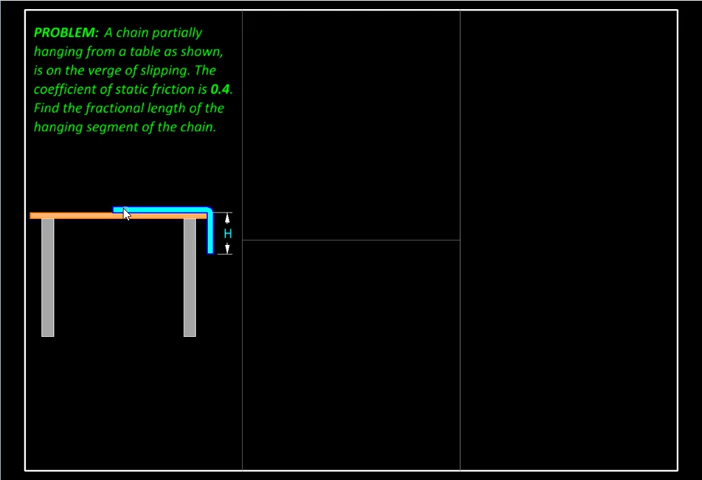 PROBLEM: A chain partially
hanging from a table as shown,
is on the verge of slipping. The
coefficient of static friction is 0.4.
Find the fractional length of the
hanging segment of the chain.
H